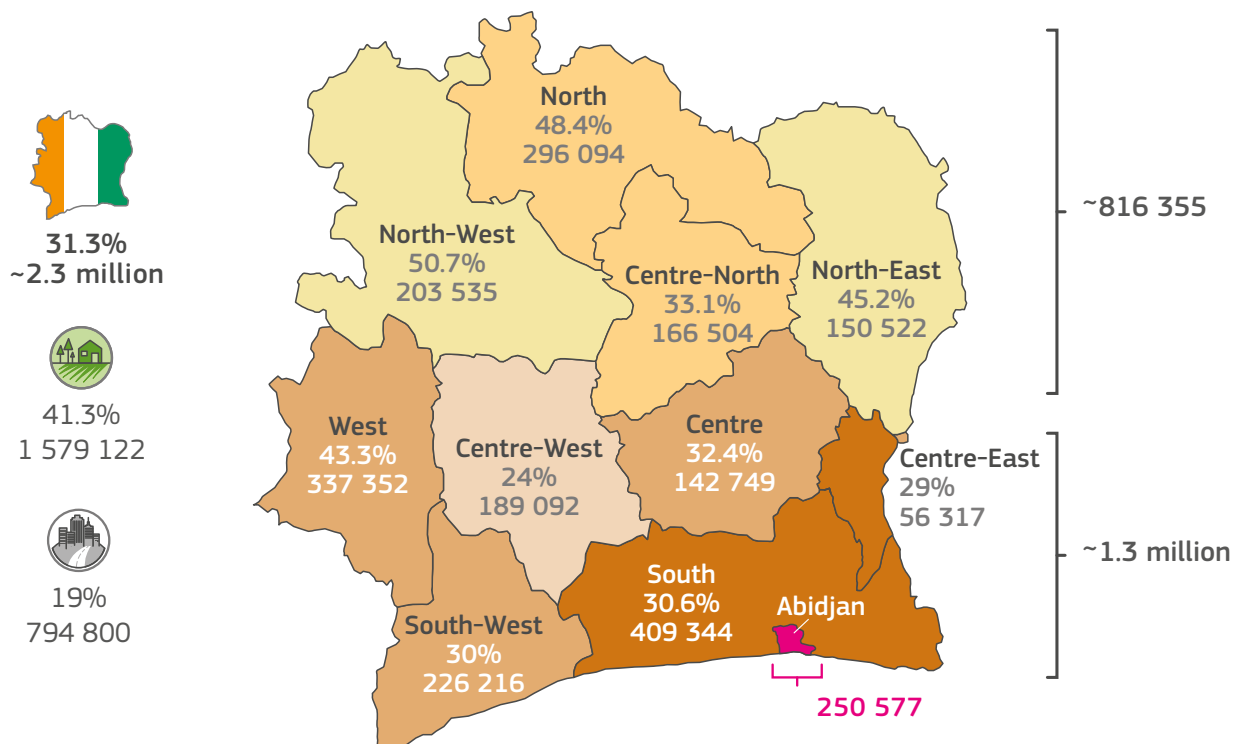 31.3%
~2.3 million
41.3%
1 579 122
19%
794 800
North
48.4%
296 094
North-West
50.7%
203 535
Centre-North
33.1%
166 504
North-East
45.2%
150 522
West
43.3%
337 352
Centre-West
24%
189 092
Centre
32.4%
142 749
Centre-East
29%
56 317
South
30.6%
409 344
Abidjan
South-West
30%
226 216
250 577
~816 355
~1.3 million